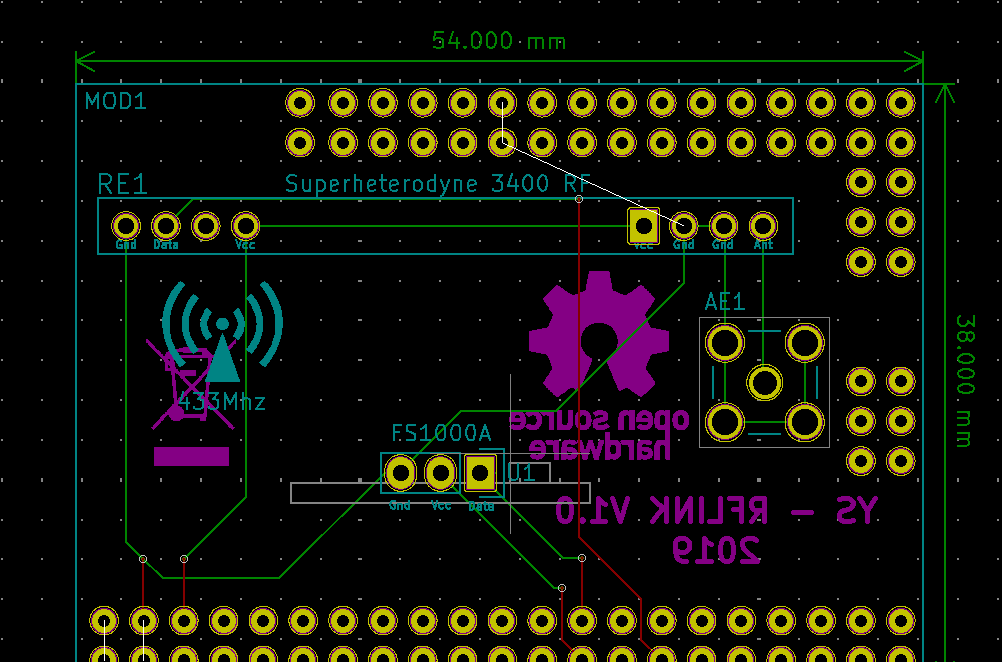 54.000 mm
MOD1
RE1
Superheterodyne 3400 RF
Gnd
Data
Vcc
Vcc
Gnd
Gnd
Ant
AE1
38.000 mm
433Mhz
open source
hardware
FS1000A
U1
Gnd
Vcc
Data
YS - RFLINK V1.0
2019